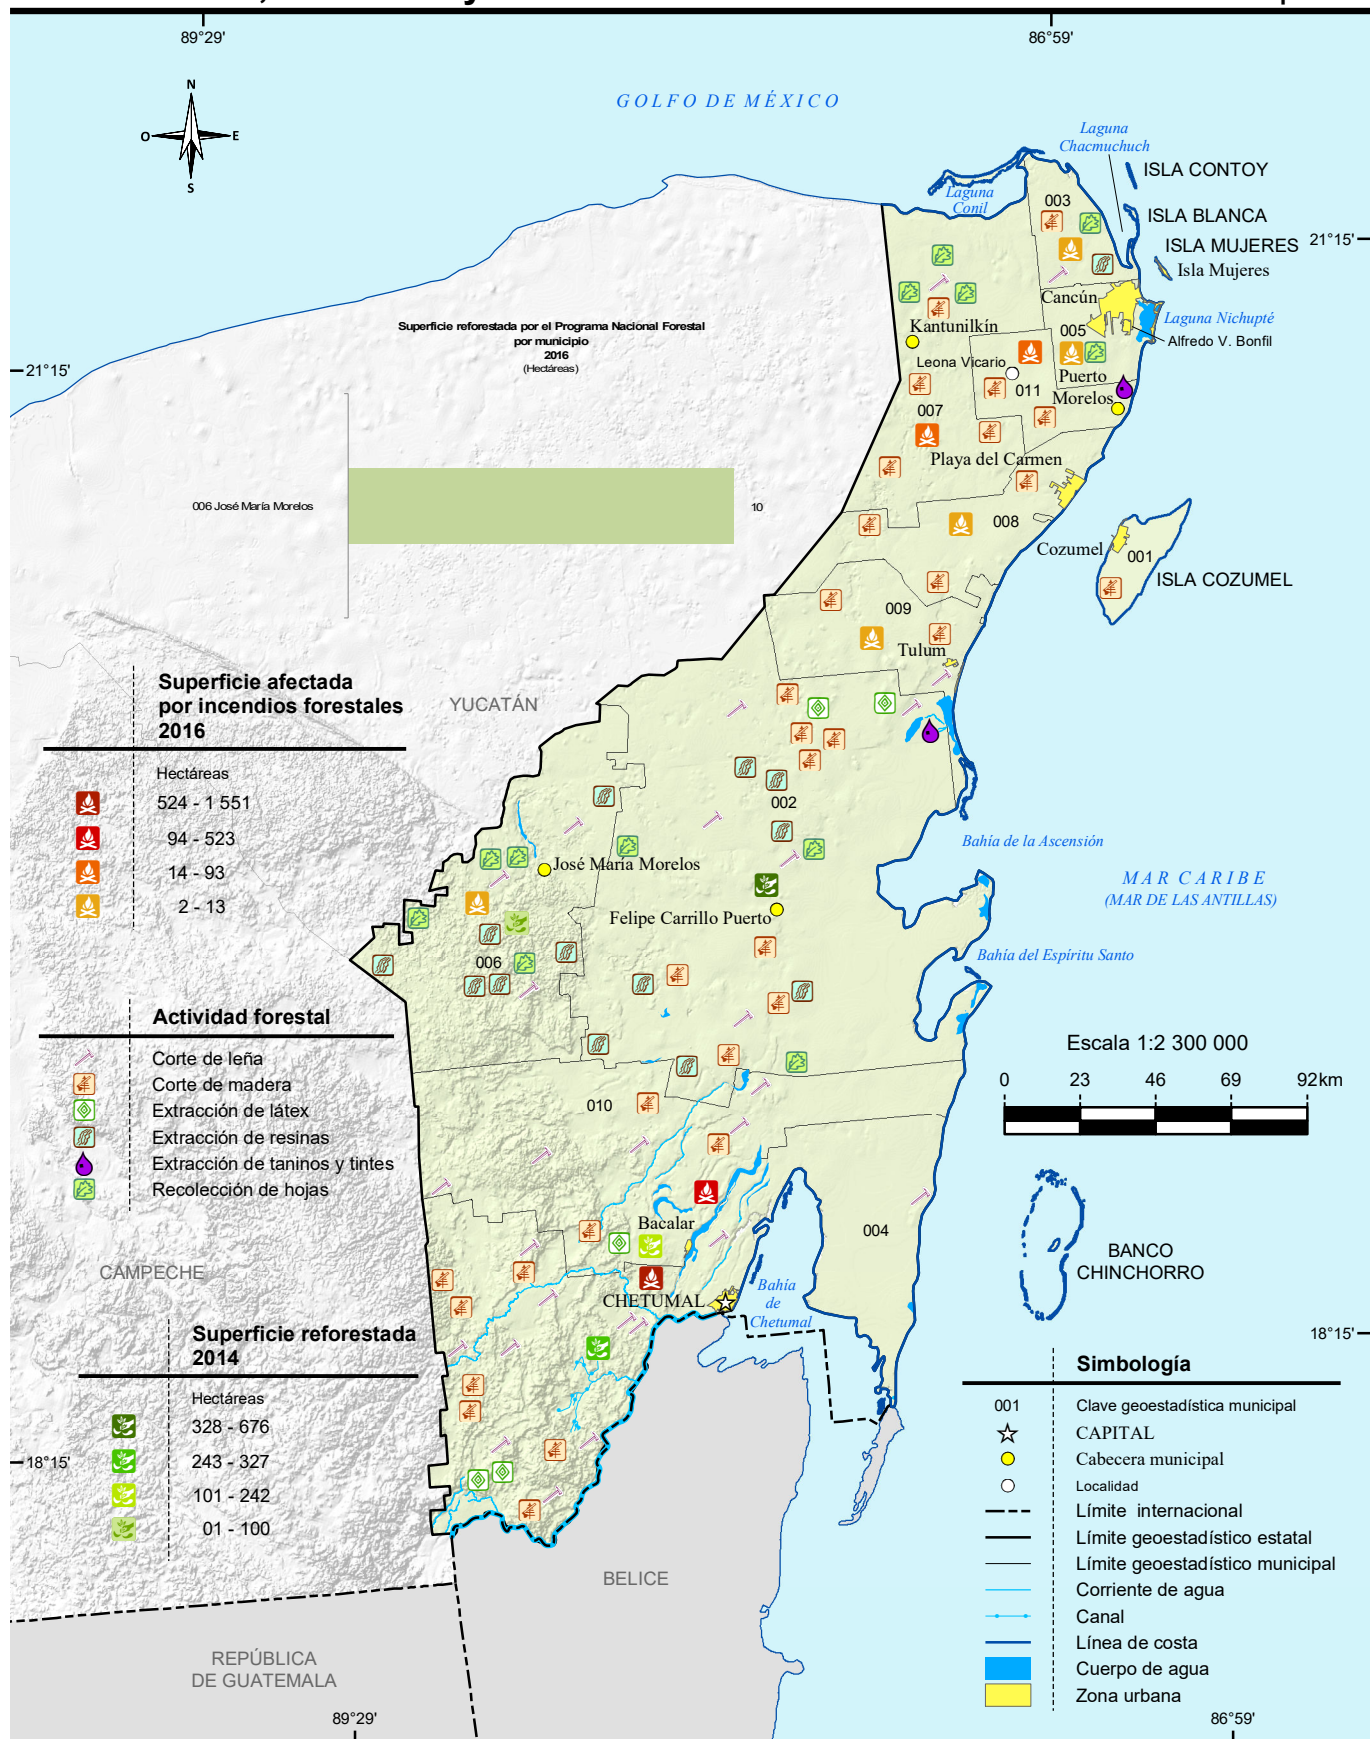 89°29'
86°59'
N
O
E
S
GOLFO DE MÉXICO
Laguna
Chacmuchuch
ISLA CONTOY
Laguna
Conil
003
ISLA BLANCA
ISLA MUJERES
21°15'
Isla Mujeres
Cancún
Superficie reforestada por el Programa Nacional Forestal
por municipio
2016
(Hectáreas)
Kantunilkín
005
Laguna Nichupté
Alfredo V. Bonfil
Leona Vicario
21°15'
Puerto
Morelos
011
007
Playa del Carmen
006 José María Morelos
10
008
Cozumel
001
ISLA COZUMEL
009
Tulum
YUCATÁN
Superficie afectada
por incendios forestales
2016
Hectáreas
524 - 1 551
94 - 523
14 - 93
2 - 13
002
Bahía de la Ascensión
José María Morelos
MAR CARIBE
(MAR DE LAS ANTILLAS)
Felipe Carrillo Puerto
Bahía del Espíritu Santo
006
Actividad forestal
Corte de leña
Corte de madera
Extracción de látex
Extracción de resinas
Extracción de taninos y tintes
Recolección de hojas
Escala 1:2 300 000
0 23 46 69 92km
010
Bacalar
004
BANCO
CHINCHORRO
CAMPECHE
CHETUMAL
Bahía
de
Chetumal
Superficie reforestada
2014
Hectáreas
328 - 676
243 - 327
101 - 242
01 - 100
18°15'
18°15'
Simbología
001 Clave geoestadística municipal
CAPITAL
Cabecera municipal
Localidad
Límite internacional
Límite geoestadístico estatal
Límite geoestadístico municipal
Corriente de agua
Canal
Línea de costa
Cuerpo de agua
Zona urbana
BELICE
REPÚBLICA
DE GUATEMALA
89°29'
86°59'